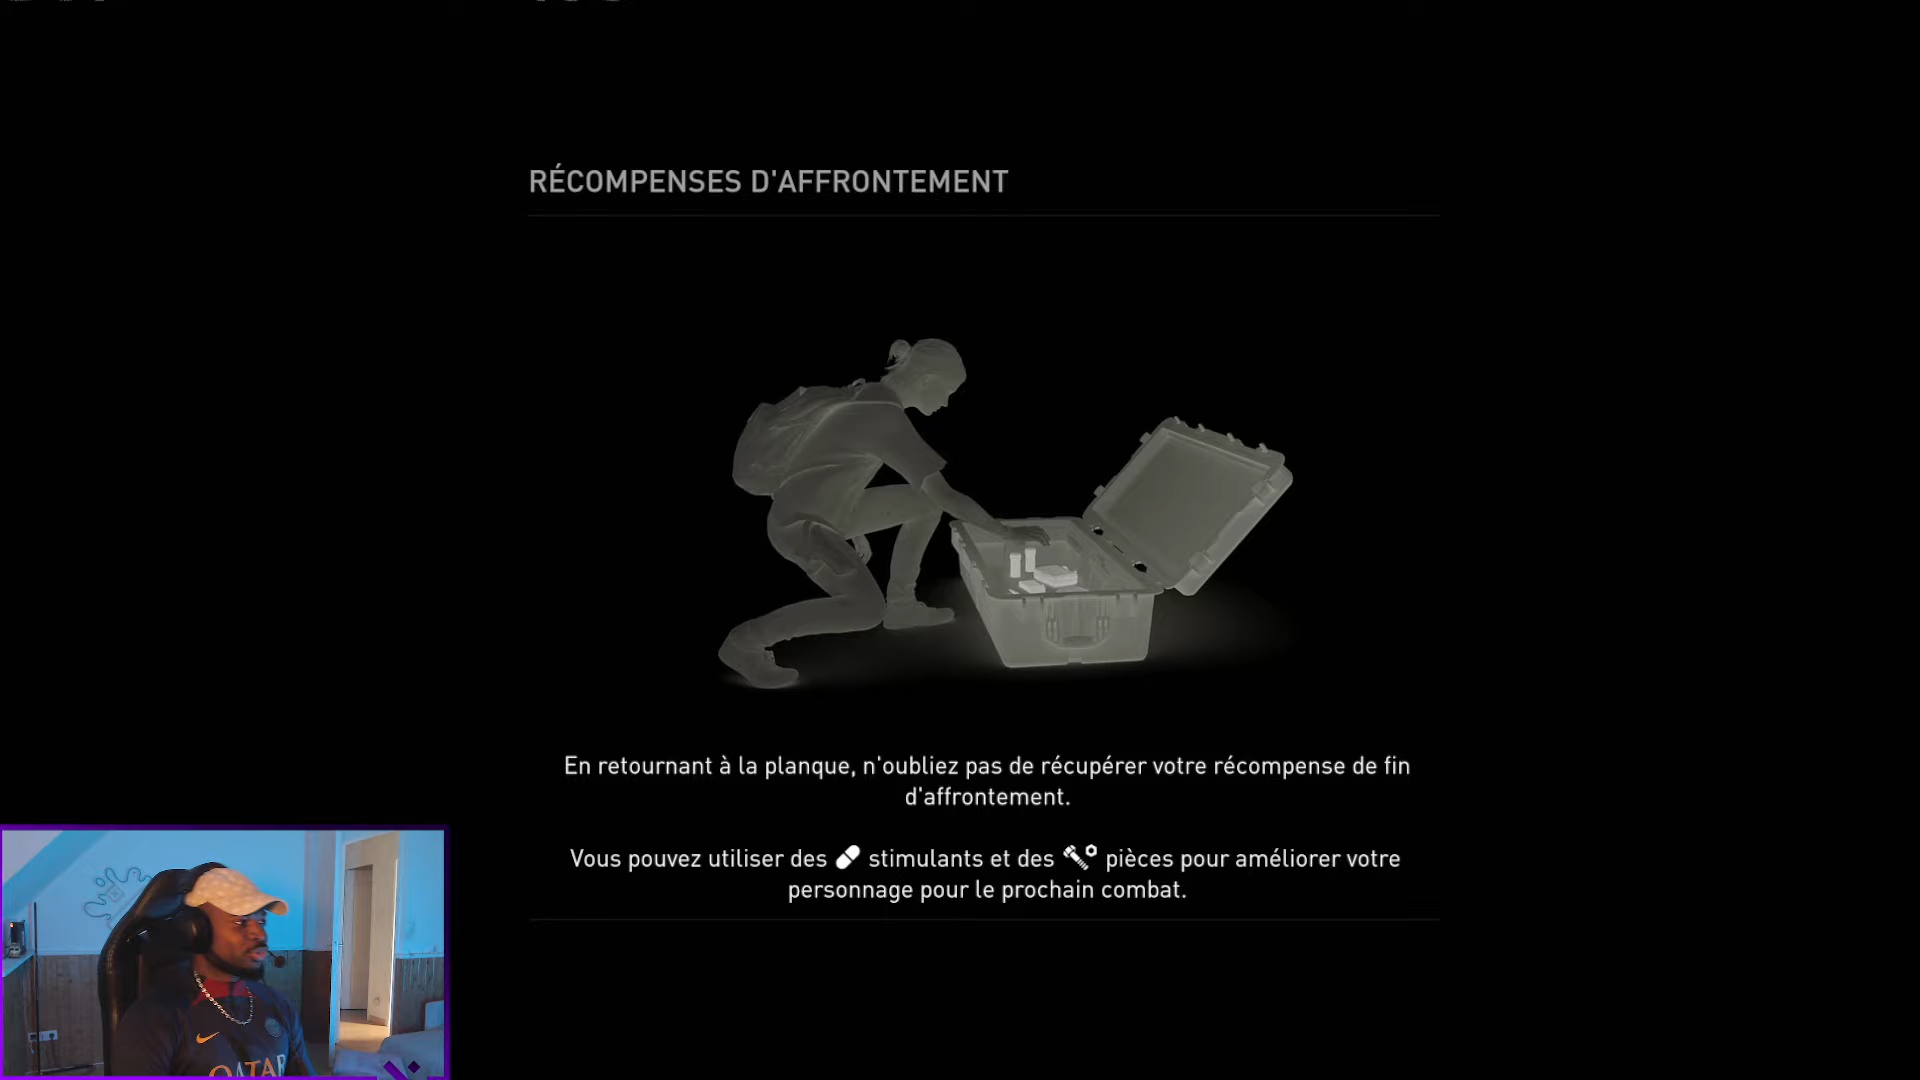 RÉCOMPENSES D'AFFRONTEMENT
En retournant à la planque, n'oubliez pas de récupérer votre récompense de fin
d'affrontement.
Vous pouvez utiliser des stimulants et des pièces pour améliorer votre
personnage pour le prochain combat.
QATAR